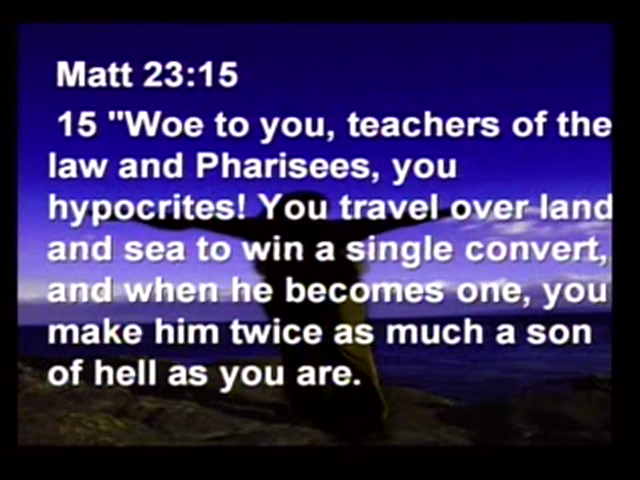 Matt 23:15
15 "Woe to you, teachers of the
law and Pharisees, you
hypocrites! You travel over land
and sea to win a single convert,
and when he becomes one, you
make him twice as much a son
of hell as you are.